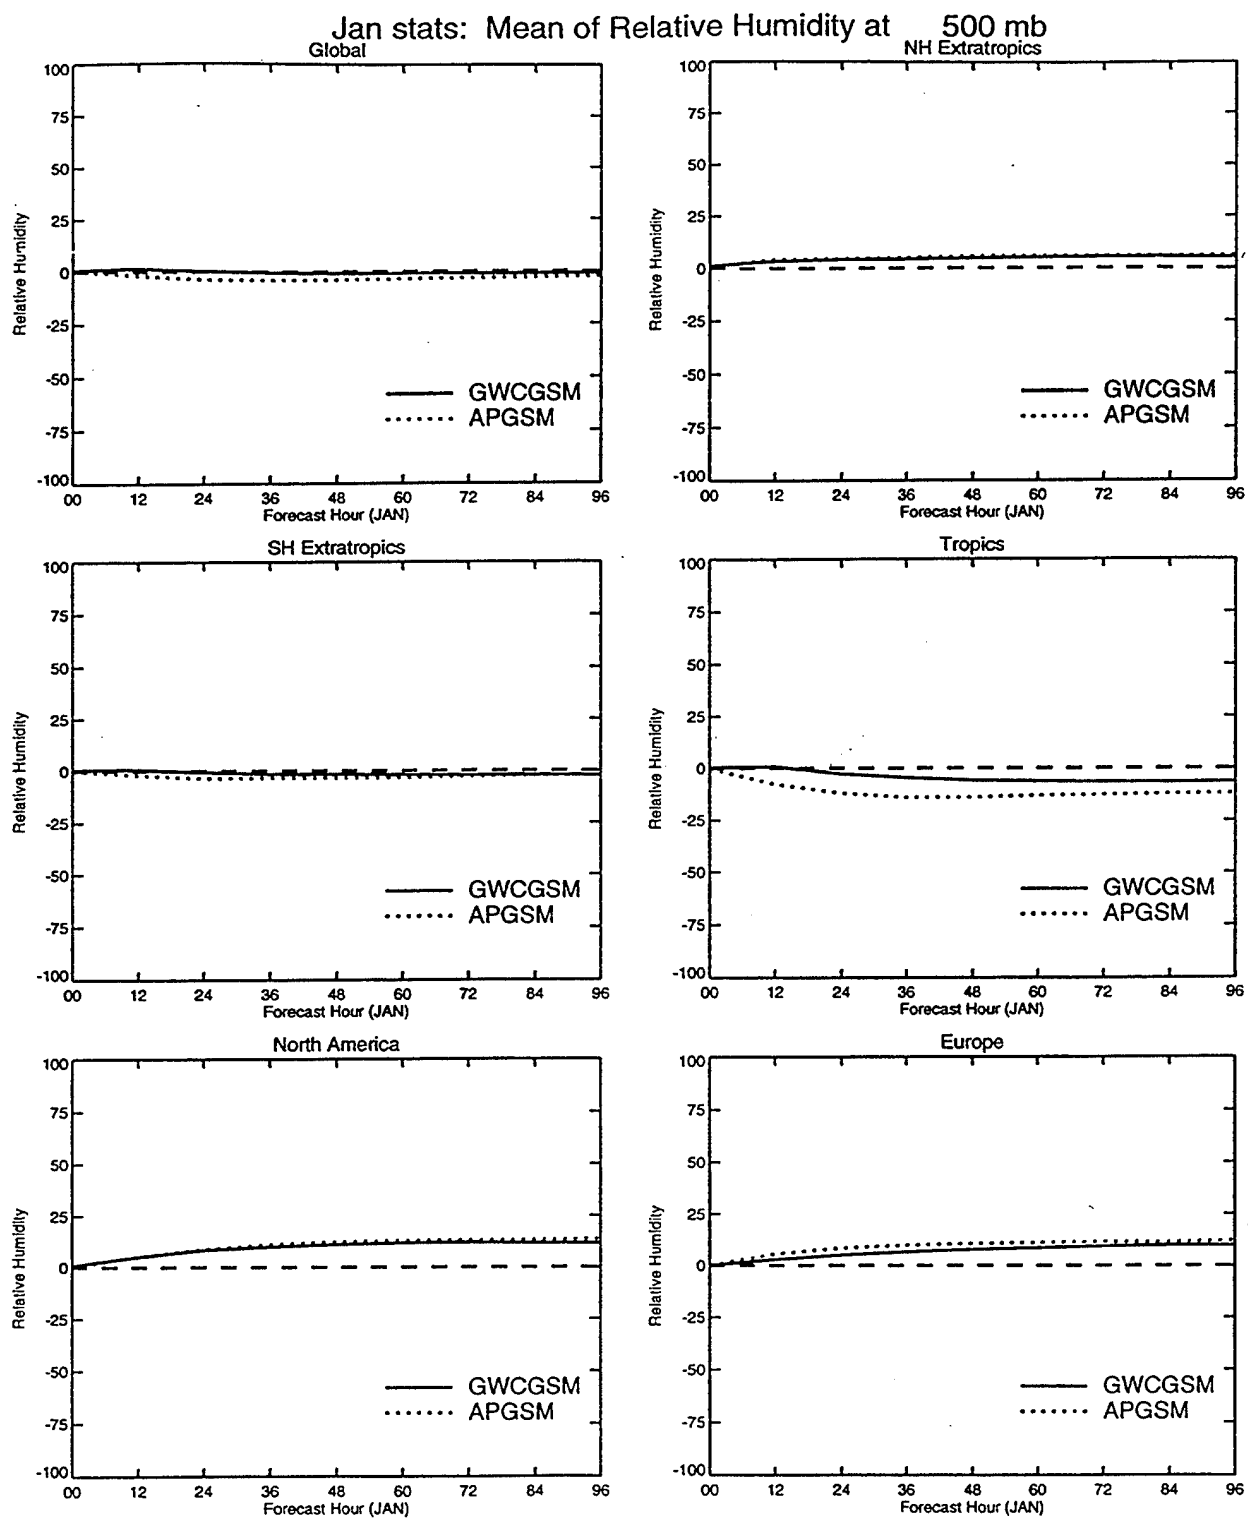 Jan stats: Mean of Relative Humidity at 500 mb
Global
100
75
50
25
0
-25
-50
-75
-100
Relative Humidity
GWCGSM
APGSM
00 12 24 36 48 60 72 84 96
Forecast Hour (JAN)
NH Extratropics
100
75
50
25
0
-25
-50
-75
-100
Relative Humidity
GWCGSM
APGSM
00 12 24 36 48 60 72 84 96
Forecast Hour (JAN)
SH Extratropics
100
75
50
25
0
-25
-50
-75
-100
Relative Humidity
GWCGSM
APGSM
00 12 24 36 48 60 72 84 96
Forecast Hour (JAN)
Tropics
100
75
50
25
0
-25
-50
-75
-100
Relative Humidity
GWCGSM
APGSM
00 12 24 36 48 60 72 84 96
Forecast Hour (JAN)
North America
100
75
50
25
0
-25
-50
-75
-100
Relative Humidity
GWCGSM
APGSM
00 12 24 36 48 60 72 84 96
Forecast Hour (JAN)
Europe
100
75
50
25
0
-25
-50
-75
-100
Relative Humidity
GWCGSM
APGSM
00 12 24 36 48 60 72 84 96
Forecast Hour (JAN)